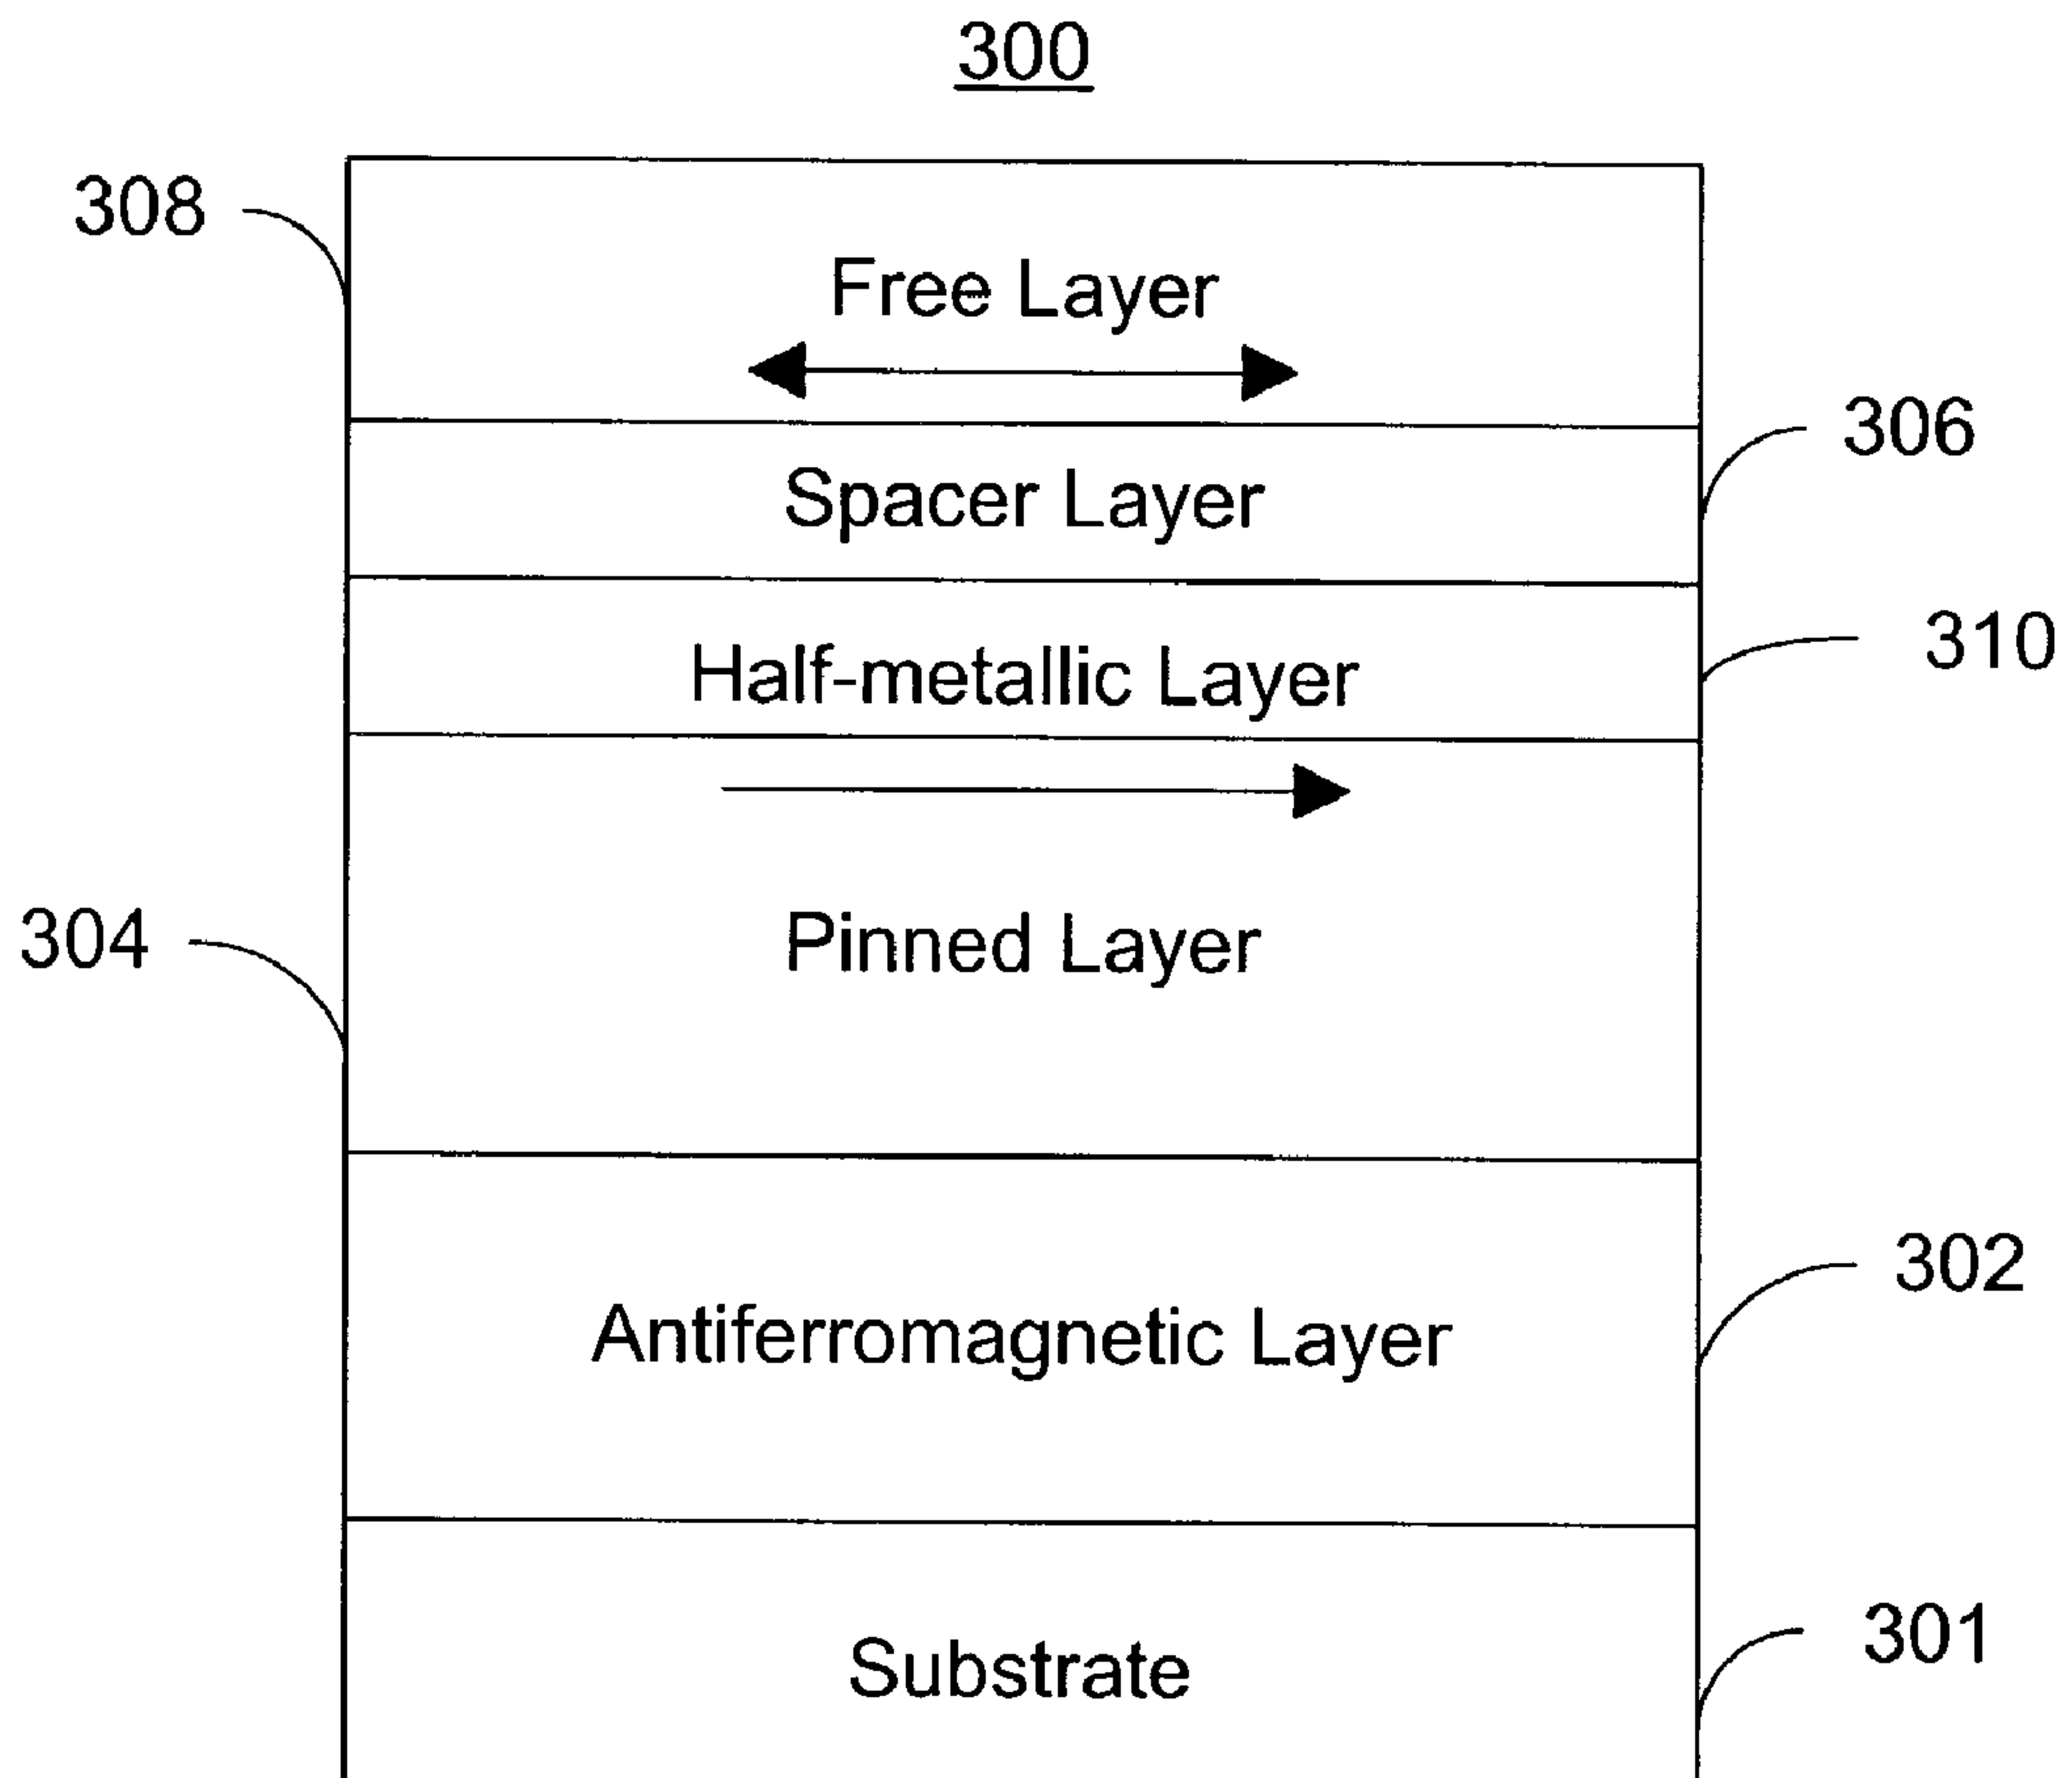 300
308
Free Layer
306
Spacer Layer
310
Half-metallic Layer
304
Pinned Layer
302
Antiferromagnetic Layer
301
Substrate